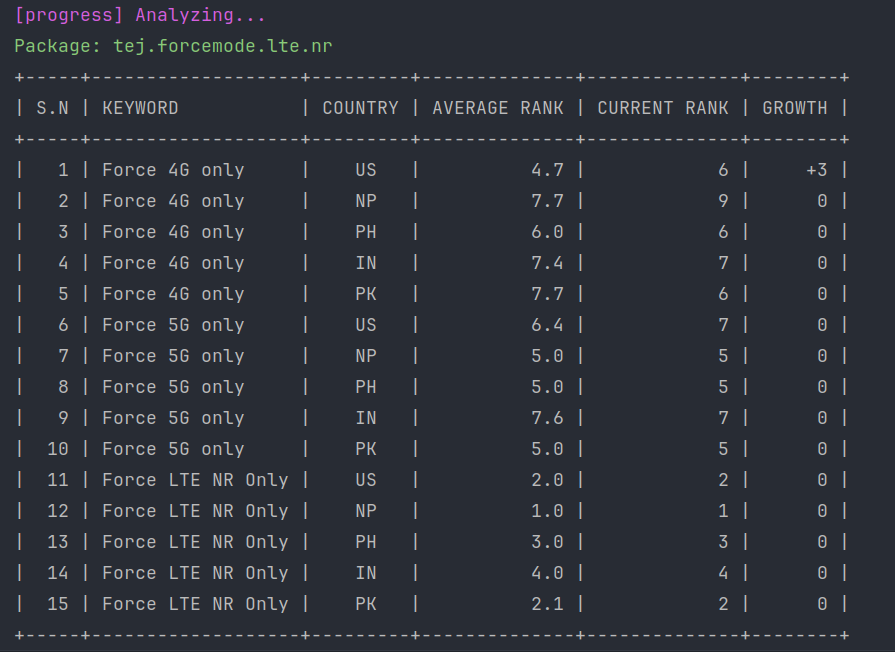 [progress] Analyzing...
Package: tej.forcemode.lte.nr
+-----+-------------------+---------+--------------+--------------+--------+
| S.N | KEYWORD           | COUNTRY | AVERAGE RANK | CURRENT RANK | GROWTH |
+-----+-------------------+---------+--------------+--------------+--------+
|   1 | Force 4G only     |   US    |          4.7 |            6 |     +3 |
|   2 | Force 4G only     |   NP    |          7.7 |            9 |      0 |
|   3 | Force 4G only     |   PH    |          6.0 |            6 |      0 |
|   4 | Force 4G only     |   IN    |          7.4 |            7 |      0 |
|   5 | Force 4G only     |   PK    |          7.7 |            6 |      0 |
|   6 | Force 5G only     |   US    |          6.4 |            7 |      0 |
|   7 | Force 5G only     |   NP    |          5.0 |            5 |      0 |
|   8 | Force 5G only     |   PH    |          5.0 |            5 |      0 |
|   9 | Force 5G only     |   IN    |          7.6 |            7 |      0 |
|  10 | Force 5G only     |   PK    |          5.0 |            5 |      0 |
|  11 | Force LTE NR Only |   US    |          2.0 |            2 |      0 |
|  12 | Force LTE NR Only |   NP    |          1.0 |            1 |      0 |
|  13 | Force LTE NR Only |   PH    |          3.0 |            3 |      0 |
|  14 | Force LTE NR Only |   IN    |          4.0 |            4 |      0 |
|  15 | Force LTE NR Only |   PK    |          2.1 |            2 |      0 |
+-----+-------------------+---------+--------------+--------------+--------+